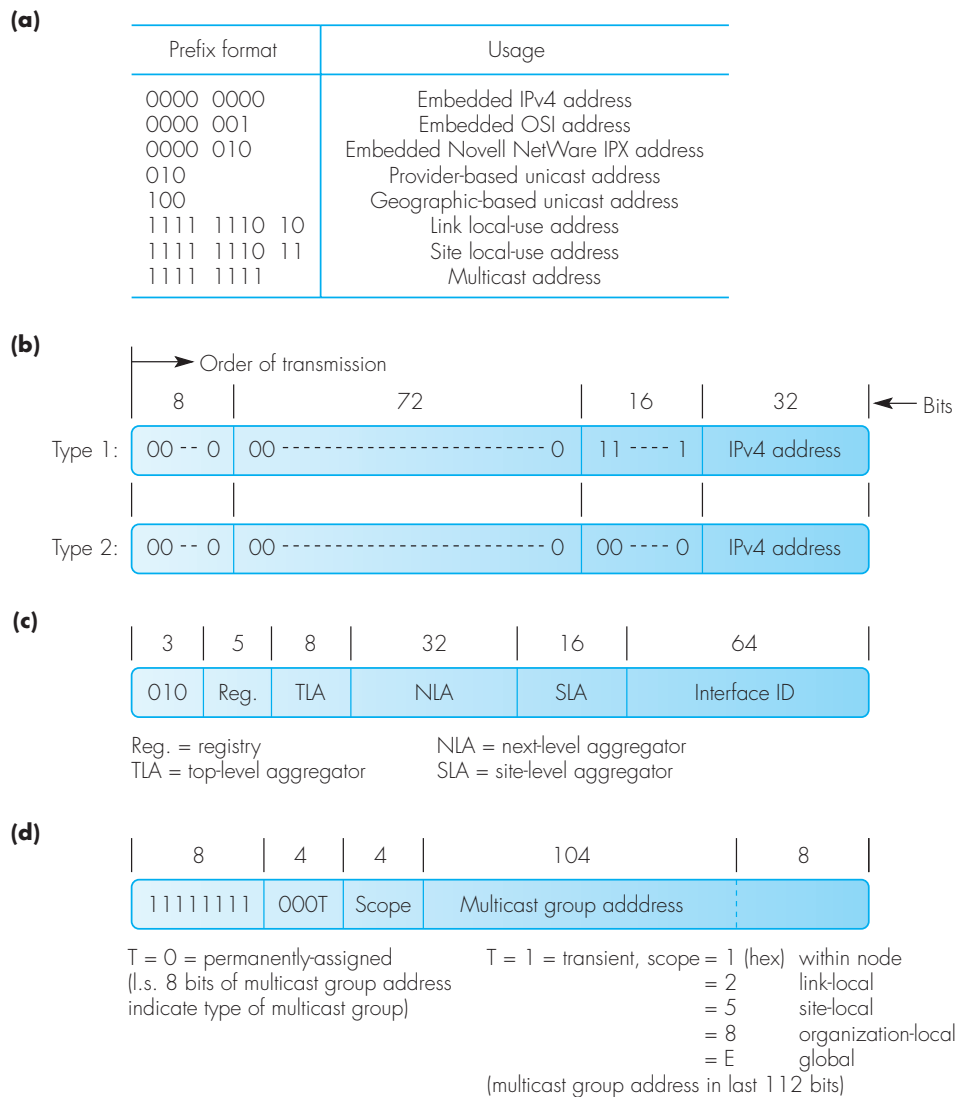 (a)
Prefix format Usage
0000 0000 Embedded IPv4 address
0000 001 Embedded OSI address
0000 010 Embedded Novell NetWare IPX address
010 Provider-based unicast address
100 Geographic-based unicast address
1111 1110 10 Link local-use address
1111 1110 11 Site local-use address
1111 1111 Multicast address
(b)
Order of transmission
8 72 16 32 Bits
Type 1: 00 -- 0 00 ------ 0 11 ---- 1 IPv4 address
Type 2: 00 -- 0 00 ------ 0 00 ---- 0 IPv4 address
(c)
3 5 8 32 16 64
010 Reg. TLA NLA SLA Interface ID
Reg. = registry NLA = next-level aggregator
TLA = top-level aggregator SLA = site-level aggregator
(d)
8 4 4 104 8
11111111 000T Scope Multicast group adddress
T = 0 = permanently-assigned T = 1 = transient, scope = 1 (hex) within node
(l.s. 8 bits of multicast group address = 2 link-local
indicate type of multicast group) = 5 site-local
= 8 organization-local
= E global
(multicast group address in last 112 bits)